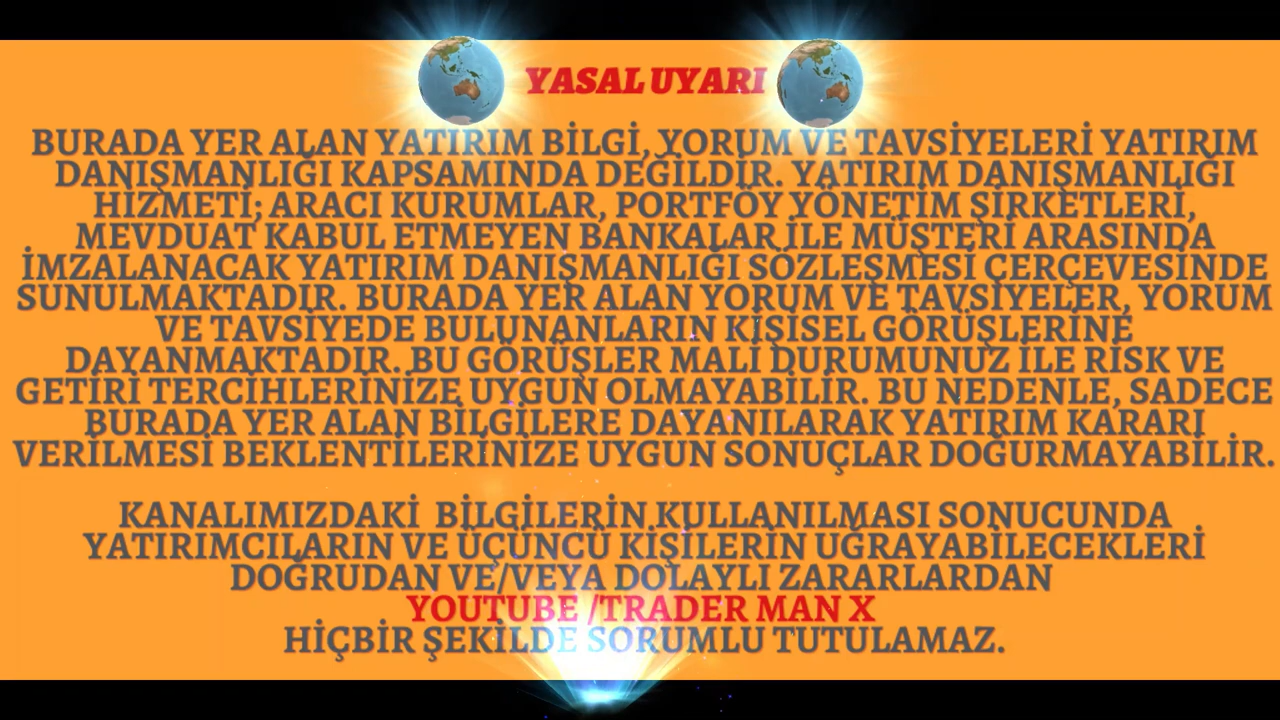 YASAL UYARI
BURADA YER ALAN YATIRIM BİLGİ, YORUM VE TAVSİYELERİ YATIRIM
DANIŞMANLIĞI KAPSAMINDA DEĞİLDİR. YATIRIM DANIŞMANLIĞI
HİZMETİ; ARACI KURUMLAR, PORTFÖY YÖNETİM ŞİRKETLERİ,
MEVDUAT KABUL ETMEYEN BANKALAR İLE MÜŞTERİ ARASINDA
İMZALANACAK YATIRIM DANIŞMANLIĞI SÖZLEŞMESİ ÇERÇEVESİNDE
SUNULMAKTADIR. BURADA YER ALAN YORUM VE TAVSİYELER, YORUM
VE TAVSİYEDE BULUNANLARIN KİŞİSEL GÖRÜŞLERİNE
DAYANMAKTADIR. BU GÖRÜŞLER MALİ DURUMUNUZ İLE RİSK VE
GETİRİ TERCİHLERİNİZE UYGUN OLMAYABİLİR. BU NEDENLE, SADECE
BURADA YER ALAN BİLGİLERE DAYANILARAK YATIRIM KARARI
VERİLMESİ BEKLENTİLERİNİZE UYGUN SONUÇLAR DOĞURMAYABİLİR.
KANALIMIZDAKİ BİLGİLERİN KULLANILMASI SONUCUNDA
YATIRIMCILARIN VE ÜÇÜNCÜ KİŞİLERİN UĞRAYABİLECEKLERİ
DOĞRUDAN VE/VEYA DOLAYLI ZARARLARDAN
YOUTUBE /TRADER MAN X
HİÇBİR ŞEKİLDE SORUMLU TUTULAMAZ.